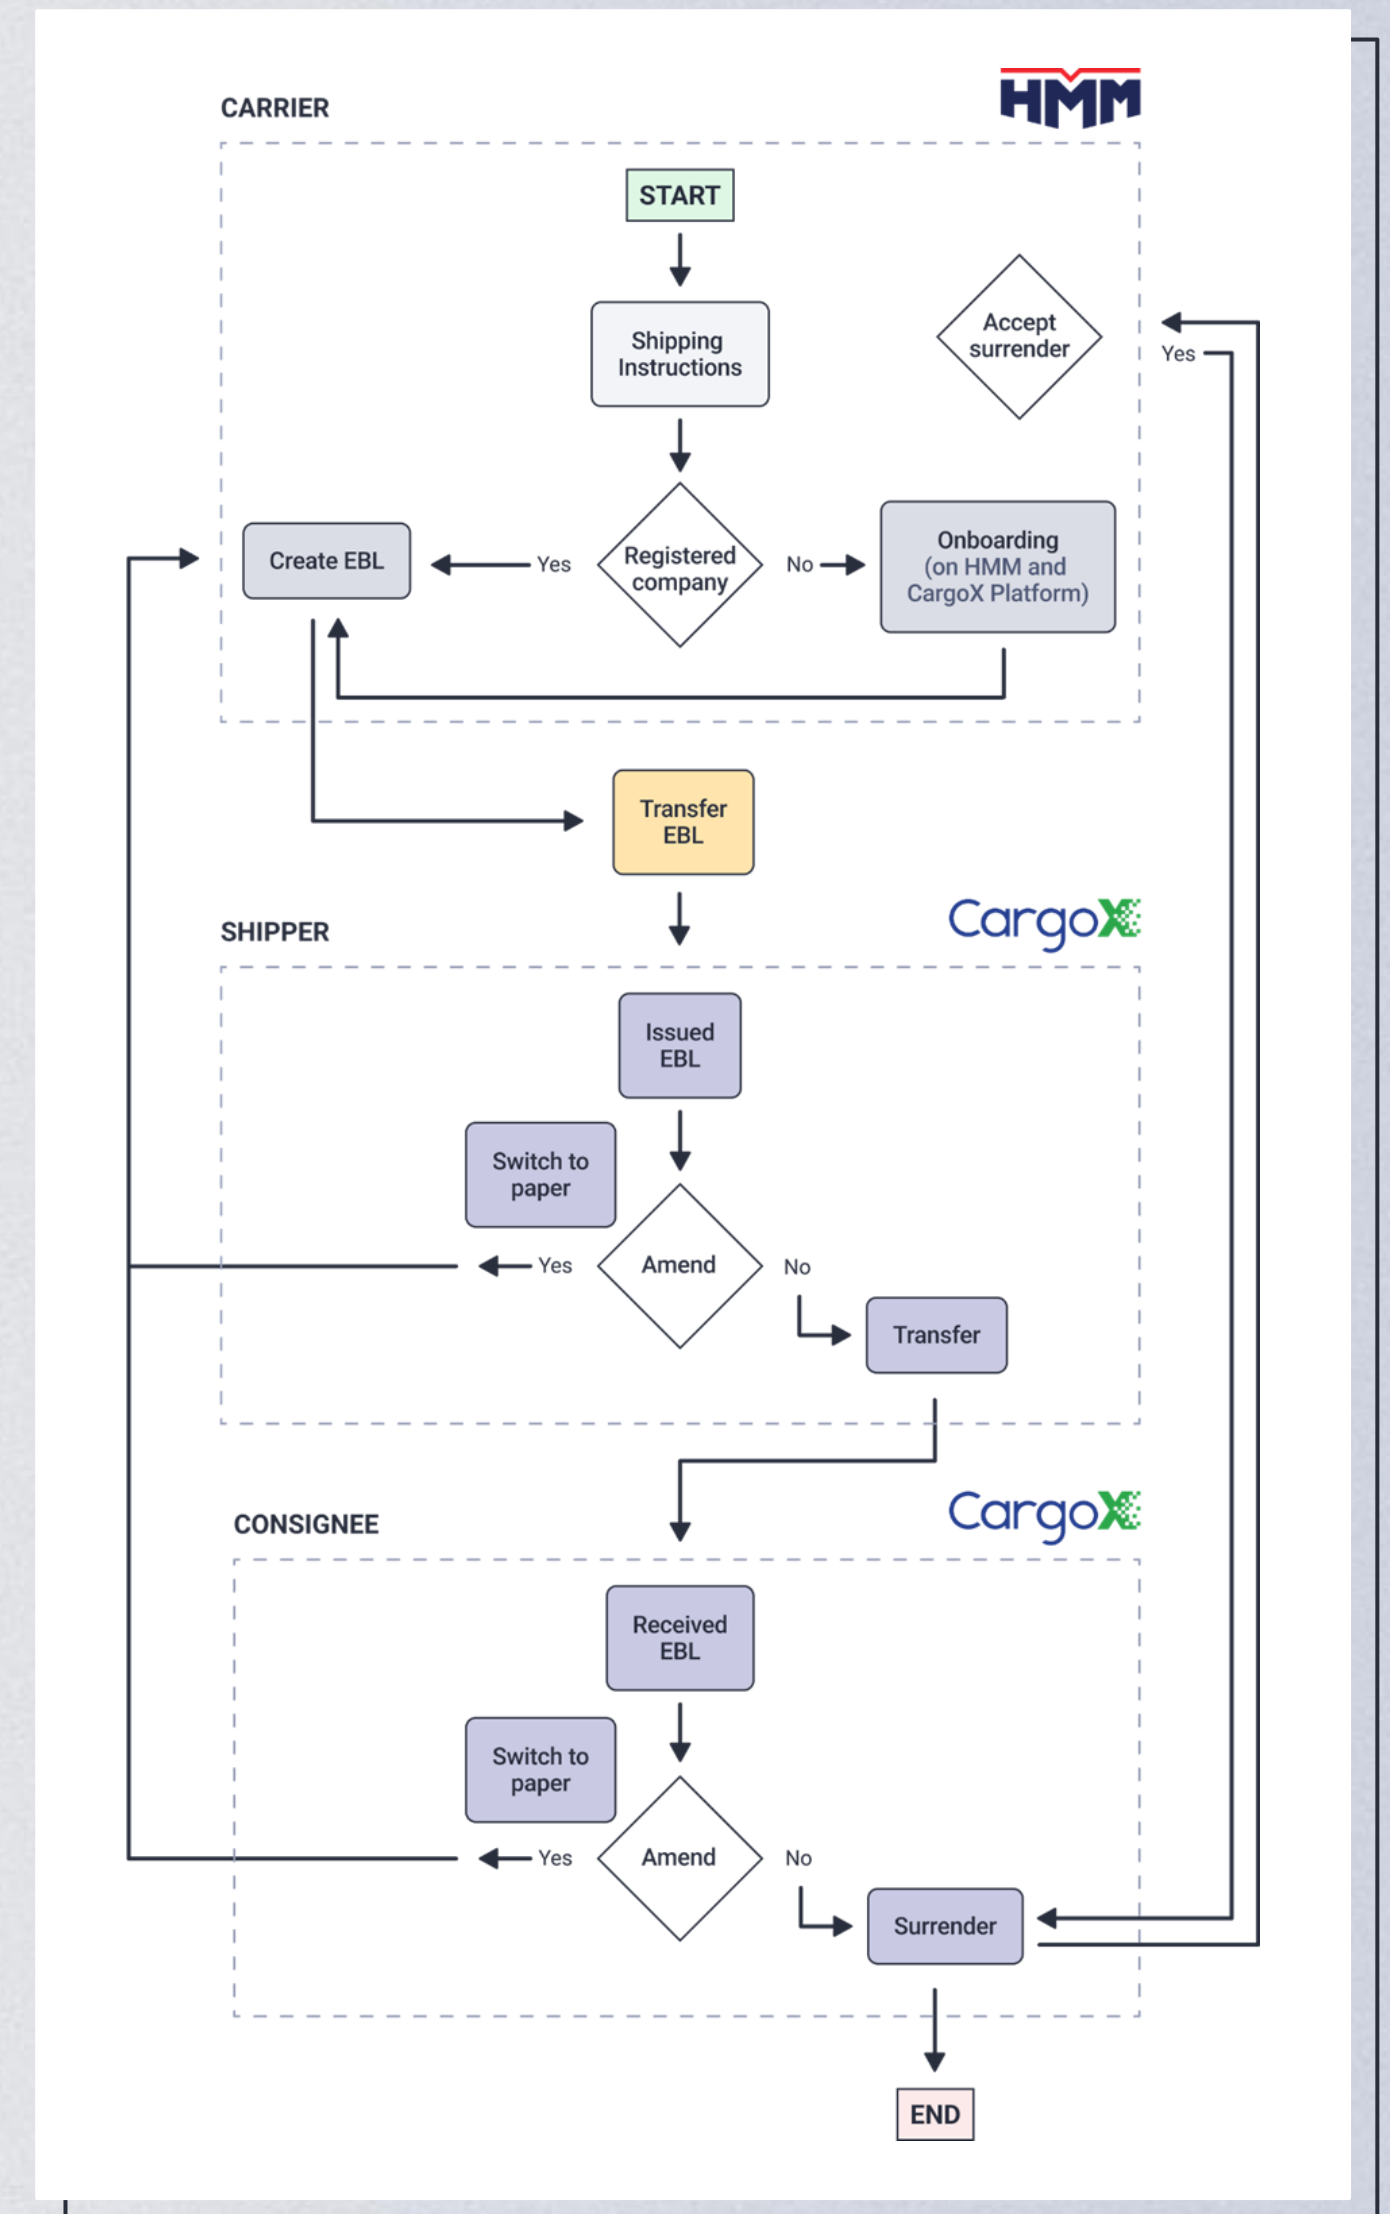 HMM
CARRIER
START
Shipping
Instructions
Accept
surrender
Yes
Create EBL
Yes
Registered
company
No
Onboarding
(on HMM and
CargoX Platform)
Transfer
EBL
SHIPPER
CargoX
Issued
EBL
Switch to
paper
Yes
Amend
No
Transfer
CONSIGNEE
CargoX
Received
EBL
Switch to
paper
Yes
Amend
No
Surrender
END